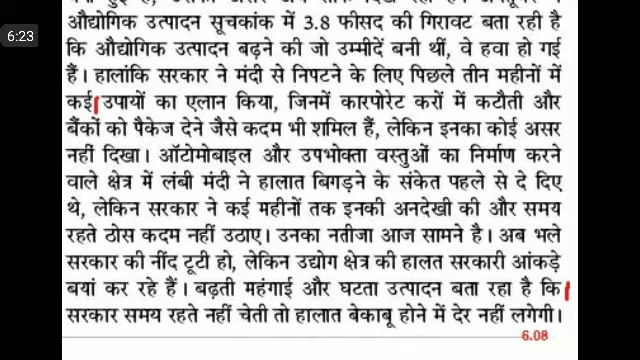 6:23
औद्योगिक उत्पादन सूचकांक में 3.8 फीसद की गिरावट बता रही है
कि औद्योगिक उत्पादन बढ़ने की जो उम्मीदें बनी थीं, वे हवा हो गई
हैं। हालांकि सरकार ने मंदी से निपटने के लिए पिछले तीन महीनों में
कई उपायों का एलान किया, जिनमें कारपोरेट करों में कटौती और
बैंकों को पैकेज देने जैसे कदम भी शामिल हैं, लेकिन इनका कोई असर
नहीं दिखा। ऑटोमोबाइल और उपभोक्ता वस्तुओं का निर्माण करने
वाले क्षेत्र में लंबी मंदी ने हालात बिगड़ने के संकेत पहले से दे दिए
थे, लेकिन सरकार ने कई महीनों तक इनकी अनदेखी की और समय
रहते ठोस कदम नहीं उठाए। उनका नतीजा आज सामने है। अब भले
सरकार की नींद टूटी हो, लेकिन उद्योग क्षेत्र की हालत सरकारी आंकड़े
बयां कर रहे हैं। बढ़ती महंगाई और घटता उत्पादन बता रहा है कि
सरकार समय रहते नहीं चेती तो हालात बेकाबू होने में देर नहीं लगेगी।
6.08